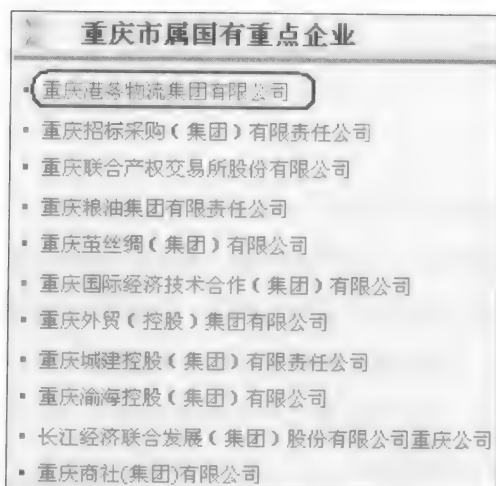 重庆市属国有重点企业
重庆港务物流集团有限公司
重庆招标采购(集团)有限责任公司
重庆联合产权交易所股份有限公司
重庆粮油集团有限责任公司
重庆茧丝绸(集团)有限公司
重庆国际经济技术合作(集团)有限公司
重庆外贸(控股)集团有限公司
重庆城建控股(集团)有限责任公司
重庆渝海控股(集团)有限公司
长江经济联合发展(集团)股份有限公司重庆公司
重庆商社(集团)有限公司